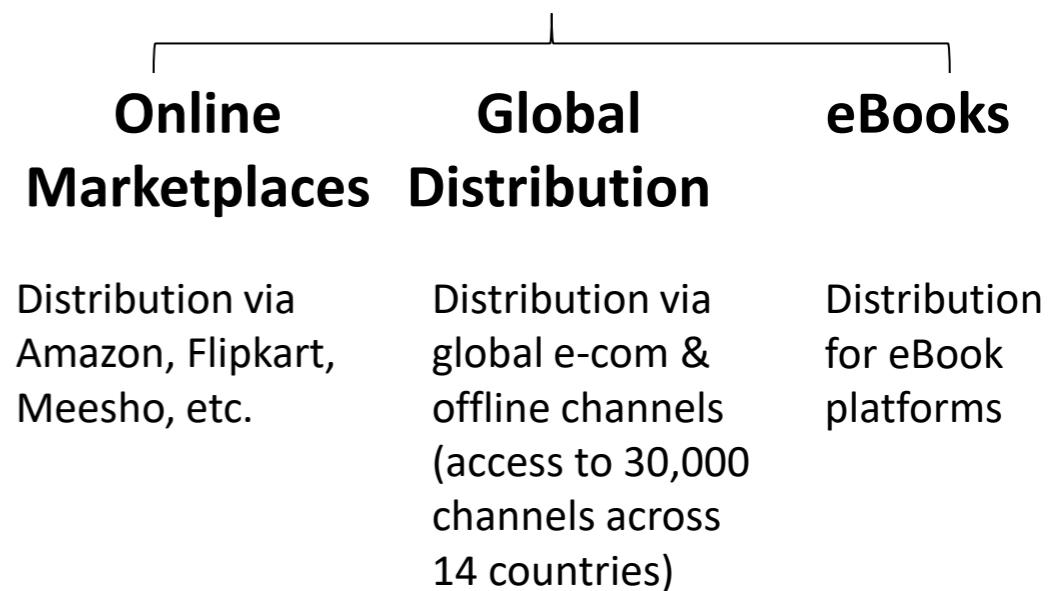 Online
Marketplaces
Distribution via
Amazon, Flipkart,
Meesho, etc.
Global
Distribution
Distribution via
global e-com &
offline channels
(access to 30,000
channels across
14 countries)
eBooks
Distribution
for eBook
platforms